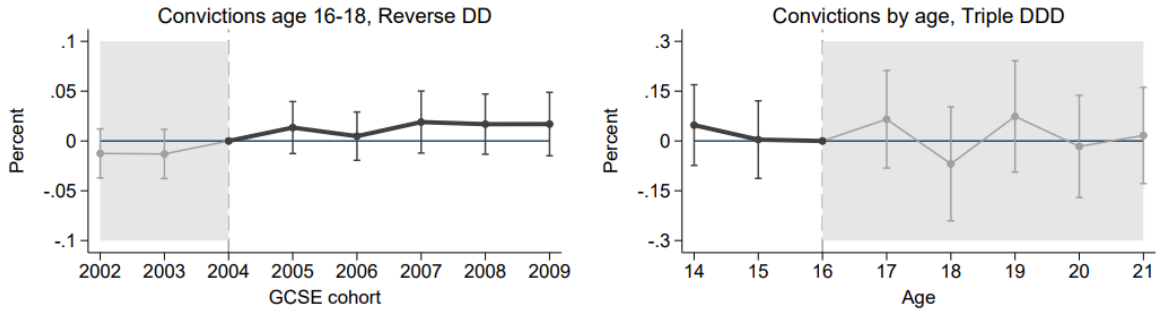 Convictions age 16-18, Reverse DD
.1
.05
0
-.05
-.1
Percent
2002 2003 2004 2005 2006 2007 2008 2009
GCSE cohort
Convictions by age, Triple DDD
.3
.15
0
-.15
-.3
Percent
14 15 16 17 18 19 20 21
Age